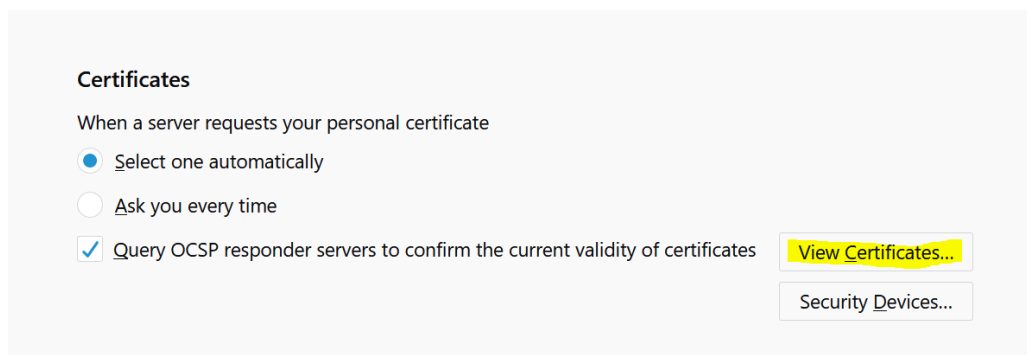 Certificates
When a server requests your personal certificate
Select one automatically
Ask you every time
Query OCSP responder servers to confirm the current validity of certificates
View Certificates...
Security Devices...